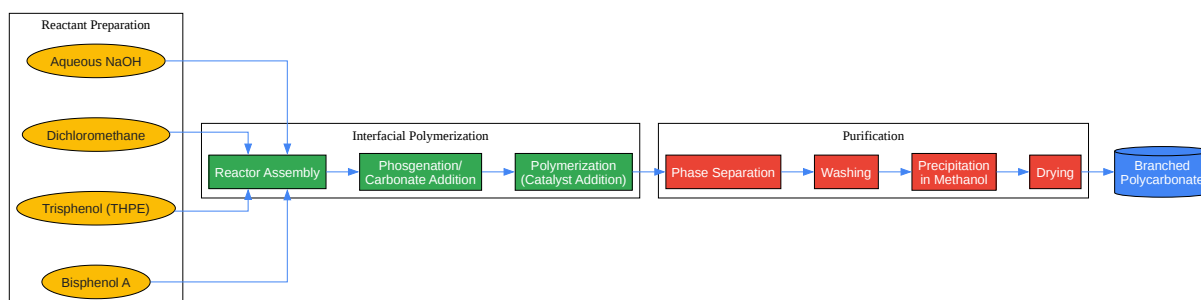 Reactant Preparation
Aqueous NaOH
Dichloromethane
Trisphenol (THPE)
Bisphenol A
Interfacial Polymerization
Reactor Assembly
Phosgenation/
Carbonate Addition
Polymerization
(Catalyst Addition)
Purification
Phase Separation
Washing
Precipitation
in Methanol
Drying
Branched
Polycarbonate